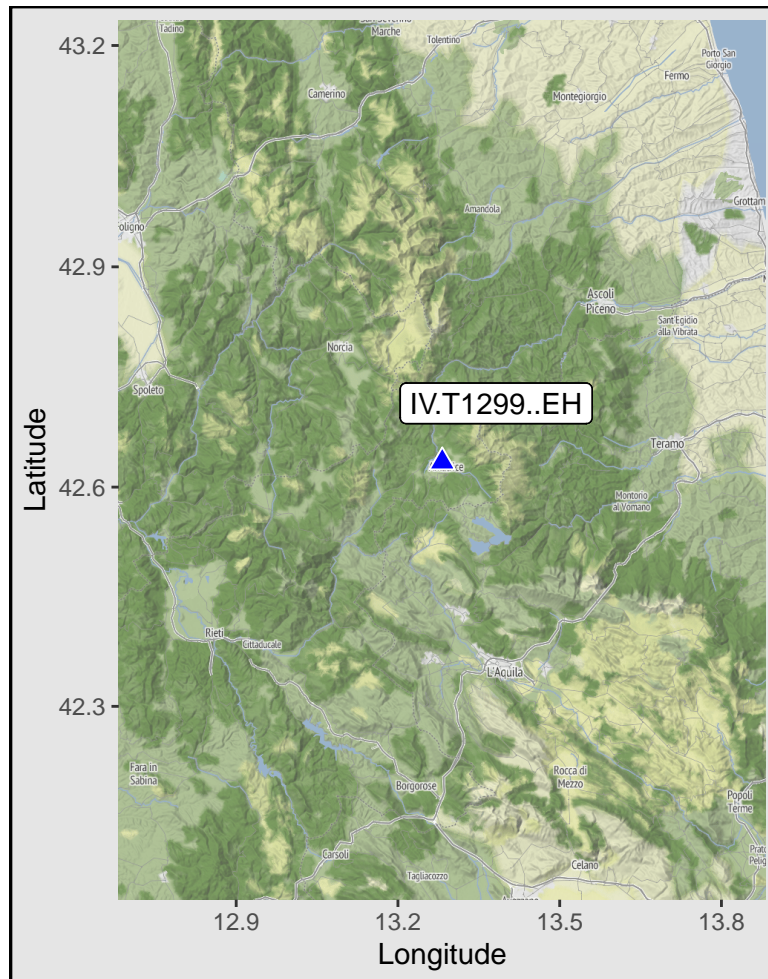 Tadino
Marche
Tolentino
43.2
Porto San
Giorgio
Fermo
Camerino
Montegiorgio
Grottam
Amandola
oligno
42.9
Ascoli
Piceno
Sant'Egidio
alla Vibrata
Norcia
Spoleto
IV.T1299..EH
Teramo
42.6
Montorio
al Vomano
Rieti
Cittaducale
L'Aquila
42.3
Fara in
Sabina
Rocca di
Mezzo
Borgorose
Popoli
Terme
Carsoli
Celano
Tagliacozzo
12.9
13.2
13.5
13.8
Longitude
Latitude